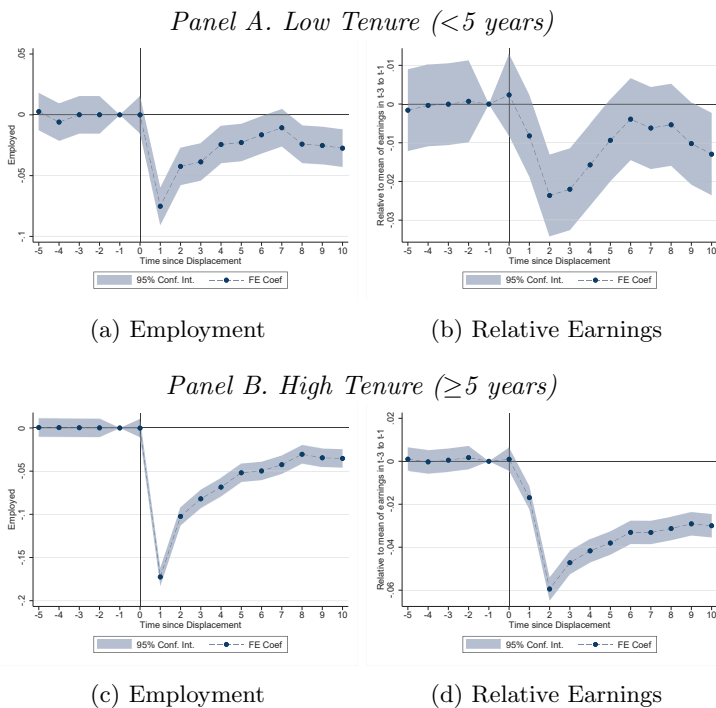 Panel A. Low Tenure (<5 years)
.05
0
-.05
-.1
Employed
-5 -4 -3 -2 -1 0 1 2 3 4 5 6 7 8 9 10
Time since Displacement
95% Conf. Int. FE Coef
(a) Employment
.01
0
-.01
-.02
-.03
Relative to mean of earnings in t-3 to t-1
-5 -4 -3 -2 -1 0 1 2 3 4 5 6 7 8 9 10
Time since Displacement
95% Conf. Int. FE Coef
(b) Relative Earnings
Panel B. High Tenure (≥5 years)
0
-.05
-.1
-.15
-.2
Employed
-5 -4 -3 -2 -1 0 1 2 3 4 5 6 7 8 9 10
Time since Displacement
95% Conf. Int. FE Coef
(c) Employment
.02
0
-.02
-.04
-.06
Relative to mean of earnings in t-3 to t-1
-5 -4 -3 -2 -1 0 1 2 3 4 5 6 7 8 9 10
Time since Displacement
95% Conf. Int. FE Coef
(d) Relative Earnings